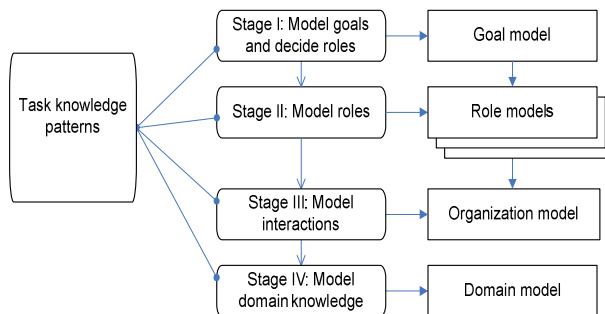 Stage I: Model goals
and decide roles
Goal model
Task knowledge
patterns
Stage II: Model roles
Role models
Stage III: Model
interactions
Organization model
Stage IV: Model
domain knowledge
Domain model